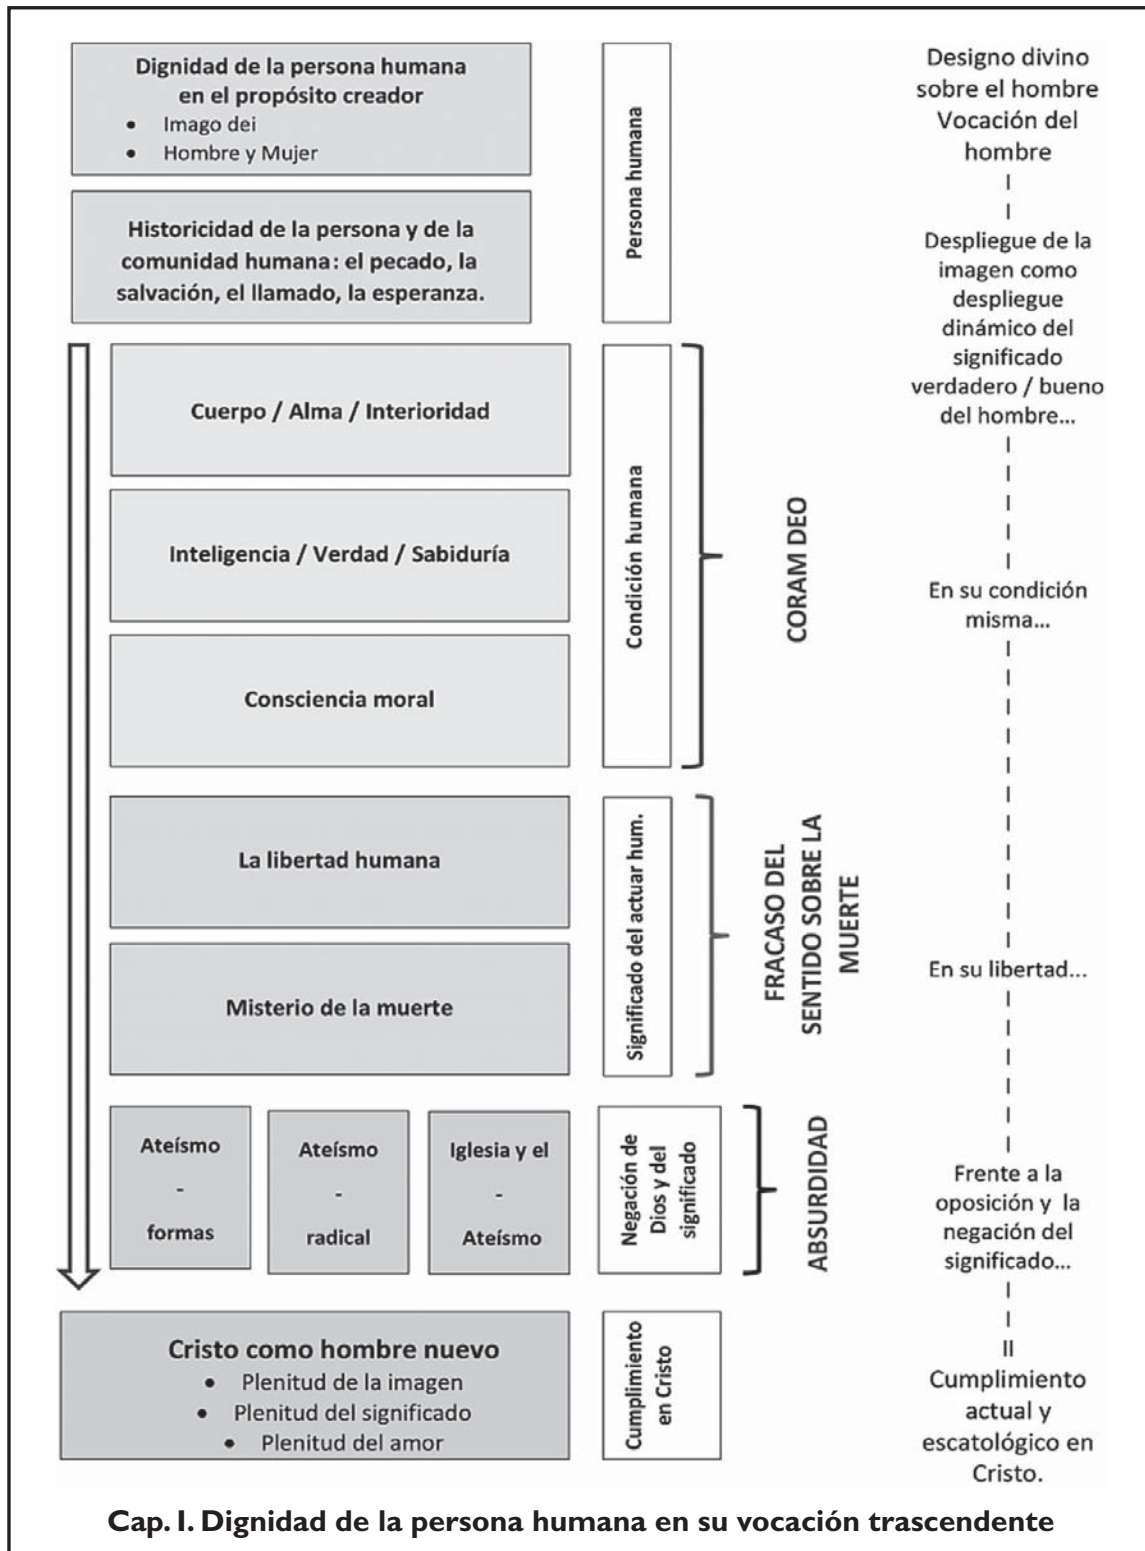 Dignidad de la persona humana
en el propósito creador
• Imago dei
• Hombre y Mujer
Historicidad de la persona y de la
comunidad humana: el pecado, la
salvación, el llamado, la esperanza.
Persona humana
Designo divino
sobre el hombre
Vocación del
hombre
Despliegue de la
imagen como
despliegue
dinámico del
significado
verdadero / bueno
del hombre...
Cuerpo / Alma / Interioridad
Inteligencia / Verdad / Sabiduría
Consciencia moral
Condición humana
CORAM DEO
En su condición
misma...
La libertad humana
Misterio de la muerte
Significado del actuar hum.
FRACASO DEL
SENTIDO SOBRE LA
MUERTE
En su libertad...
Ateísmo
-
formas
Ateísmo
-
radical
Iglesia y el
-
Ateísmo
Negación de
Dios y del
significado
ABSURDIDAD
Frente a la
oposición y la
negación del
significado...
Cristo como hombre nuevo
• Plenitud de la imagen
• Plenitud del significado
• Plenitud del amor
Cumplimiento
en Cristo
II
Cumplimiento
actual y
escatológico en
Cristo.
Cap. I. Dignidad de la persona humana en su vocación trascendente